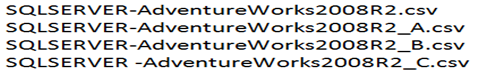 SQLSERVER-AdventureWorks2008R2.csv
SQLSERVER-AdventureWorks2008R2_A.csv
SQLSERVER-AdventureWorks2008R2_B.csv
SQLSERVER -AdventureWorks2008R2_C.csv